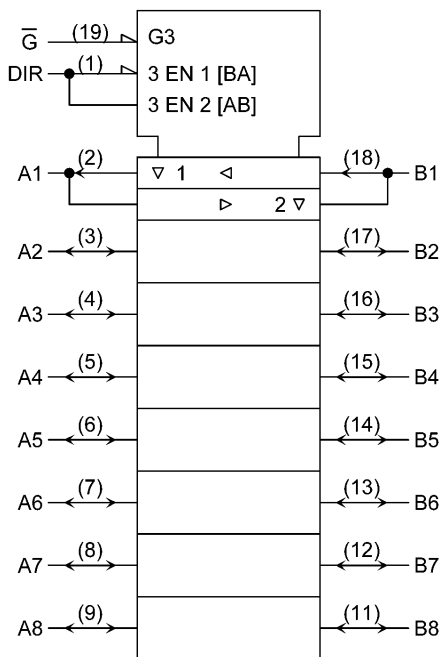 G̅ (19) G3
DIR (1) 3 EN 1 [BA]
3 EN 2 [AB]
A1 (2) ▽ 1 ◁ (18) B1
▷ 2 ▽
A2 (3) (17) B2
A3 (4) (16) B3
A4 (5) (15) B4
A5 (6) (14) B5
A6 (7) (13) B6
A7 (8) (12) B7
A8 (9) (11) B8